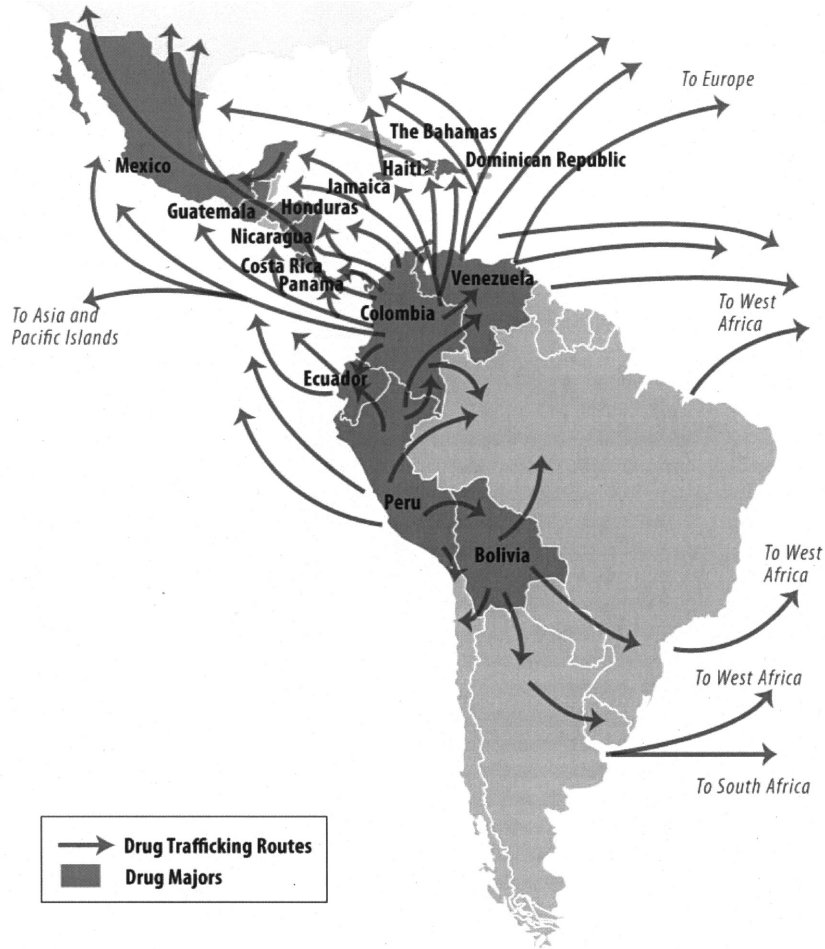 To Europe
The Bahamas
Haiti
Dominican Republic
Mexico
Jamaica
Guatemala
Honduras
Nicaragua
Costa Rica
Panama
Venezuela
Colombia
To Asia and
Pacific Islands
To West
Africa
Ecuador
Peru
Bolivia
To West
Africa
To West Africa
To South Africa
Drug Trafficking Routes
Drug Majors